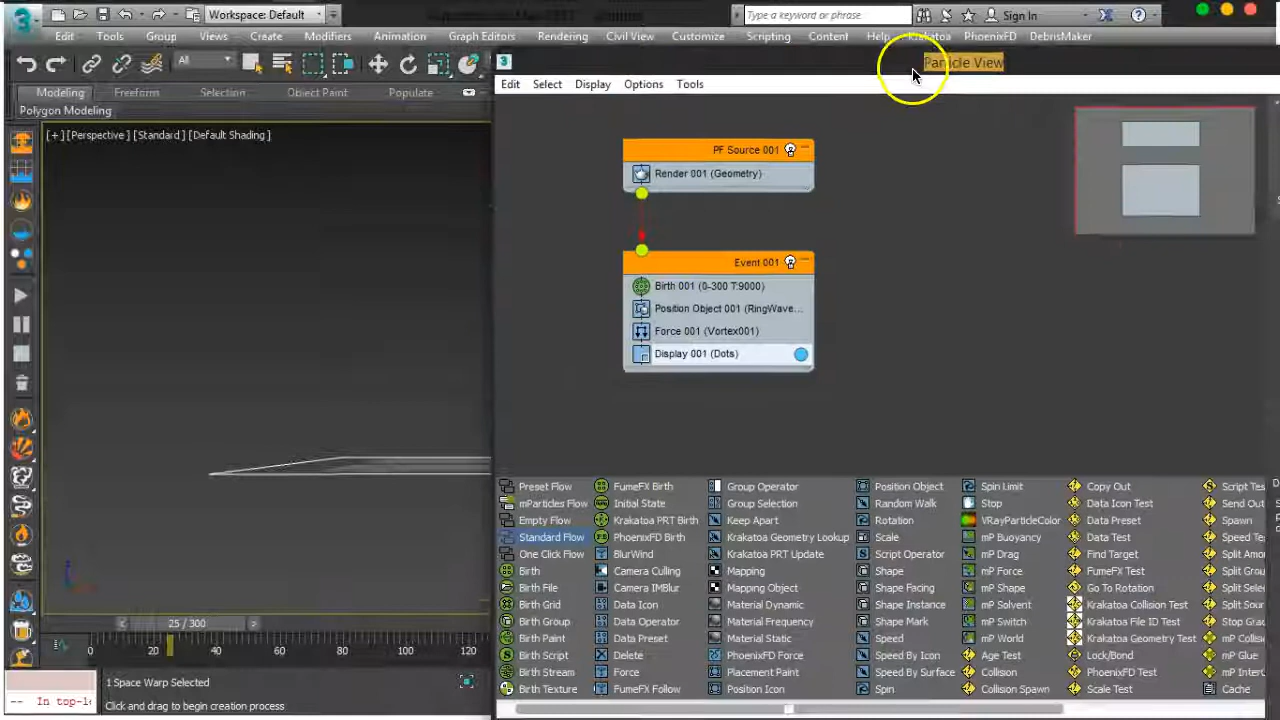 Workspace: Default
Type a keyword or phrase
Sign In
Edit Tools Group Views Create Modifiers Animation Graph Editors Rendering Civil View Customize Scripting Content Help Krakatoa PhoenixFD DebrisMaker
All
Particle View
Edit Select Display Options Tools
Modeling Freeform Selection Object Paint Populate
Polygon Modeling
[+] [Perspective ] [Standard ] [Default Shading ]
PF Source 001
Render 001 (Geometry)
Event 001
Birth 001 (0-300 T:9000)
Position Object 001 (RingWave...
Force 001 (Vortex001)
Display 001 (Dots)
Preset Flow FumeFX Birth Group Operator Position Object Spin Limit Copy Out Script Tes
mParticles Flow Initial State Group Selection Random Walk Stop Data Icon Test Send Out
Empty Flow Krakatoa PRT Birth Keep Apart Rotation VRayParticleColor Data Preset Spawn
Standard Flow PhoenixFD Birth Krakatoa Geometry Lookup Scale mP Buoyancy Data Test Speed Te
One Click Flow BlurWind Krakatoa PRT Update Script Operator mP Drag Find Target Split Amo
Birth Camera Culling Mapping Shape mP Force FumeFX Test Split Grou
Birth File Camera IMBlur Mapping Object Shape Facing mP Shape Go To Rotation Split Selec
Birth Grid Data Icon Material Dynamic Shape Instance mP Solvent Krakatoa Collision Test Split Sour
Birth Group Data Operator Material Frequency Shape Mark mP Switch Krakatoa File ID Test Stop Gra
Birth Paint Data Preset Material Static Speed mP World Krakatoa Geometry Test mP Collis
Birth Script Delete PhoenixFD Force Speed By Icon Age Test Lock/Bond mP Glue
Birth Stream Force Placement Paint Speed By Surface Collision PhoenixFD Test mP Inter
Birth Texture FumeFX Follow Position Icon Spin Collision Spawn Scale Test Cache
25 / 300
0 20 40 60 80 100 120
1 Space Warp Selected
Click and drag to begin creation process
-- In top-l